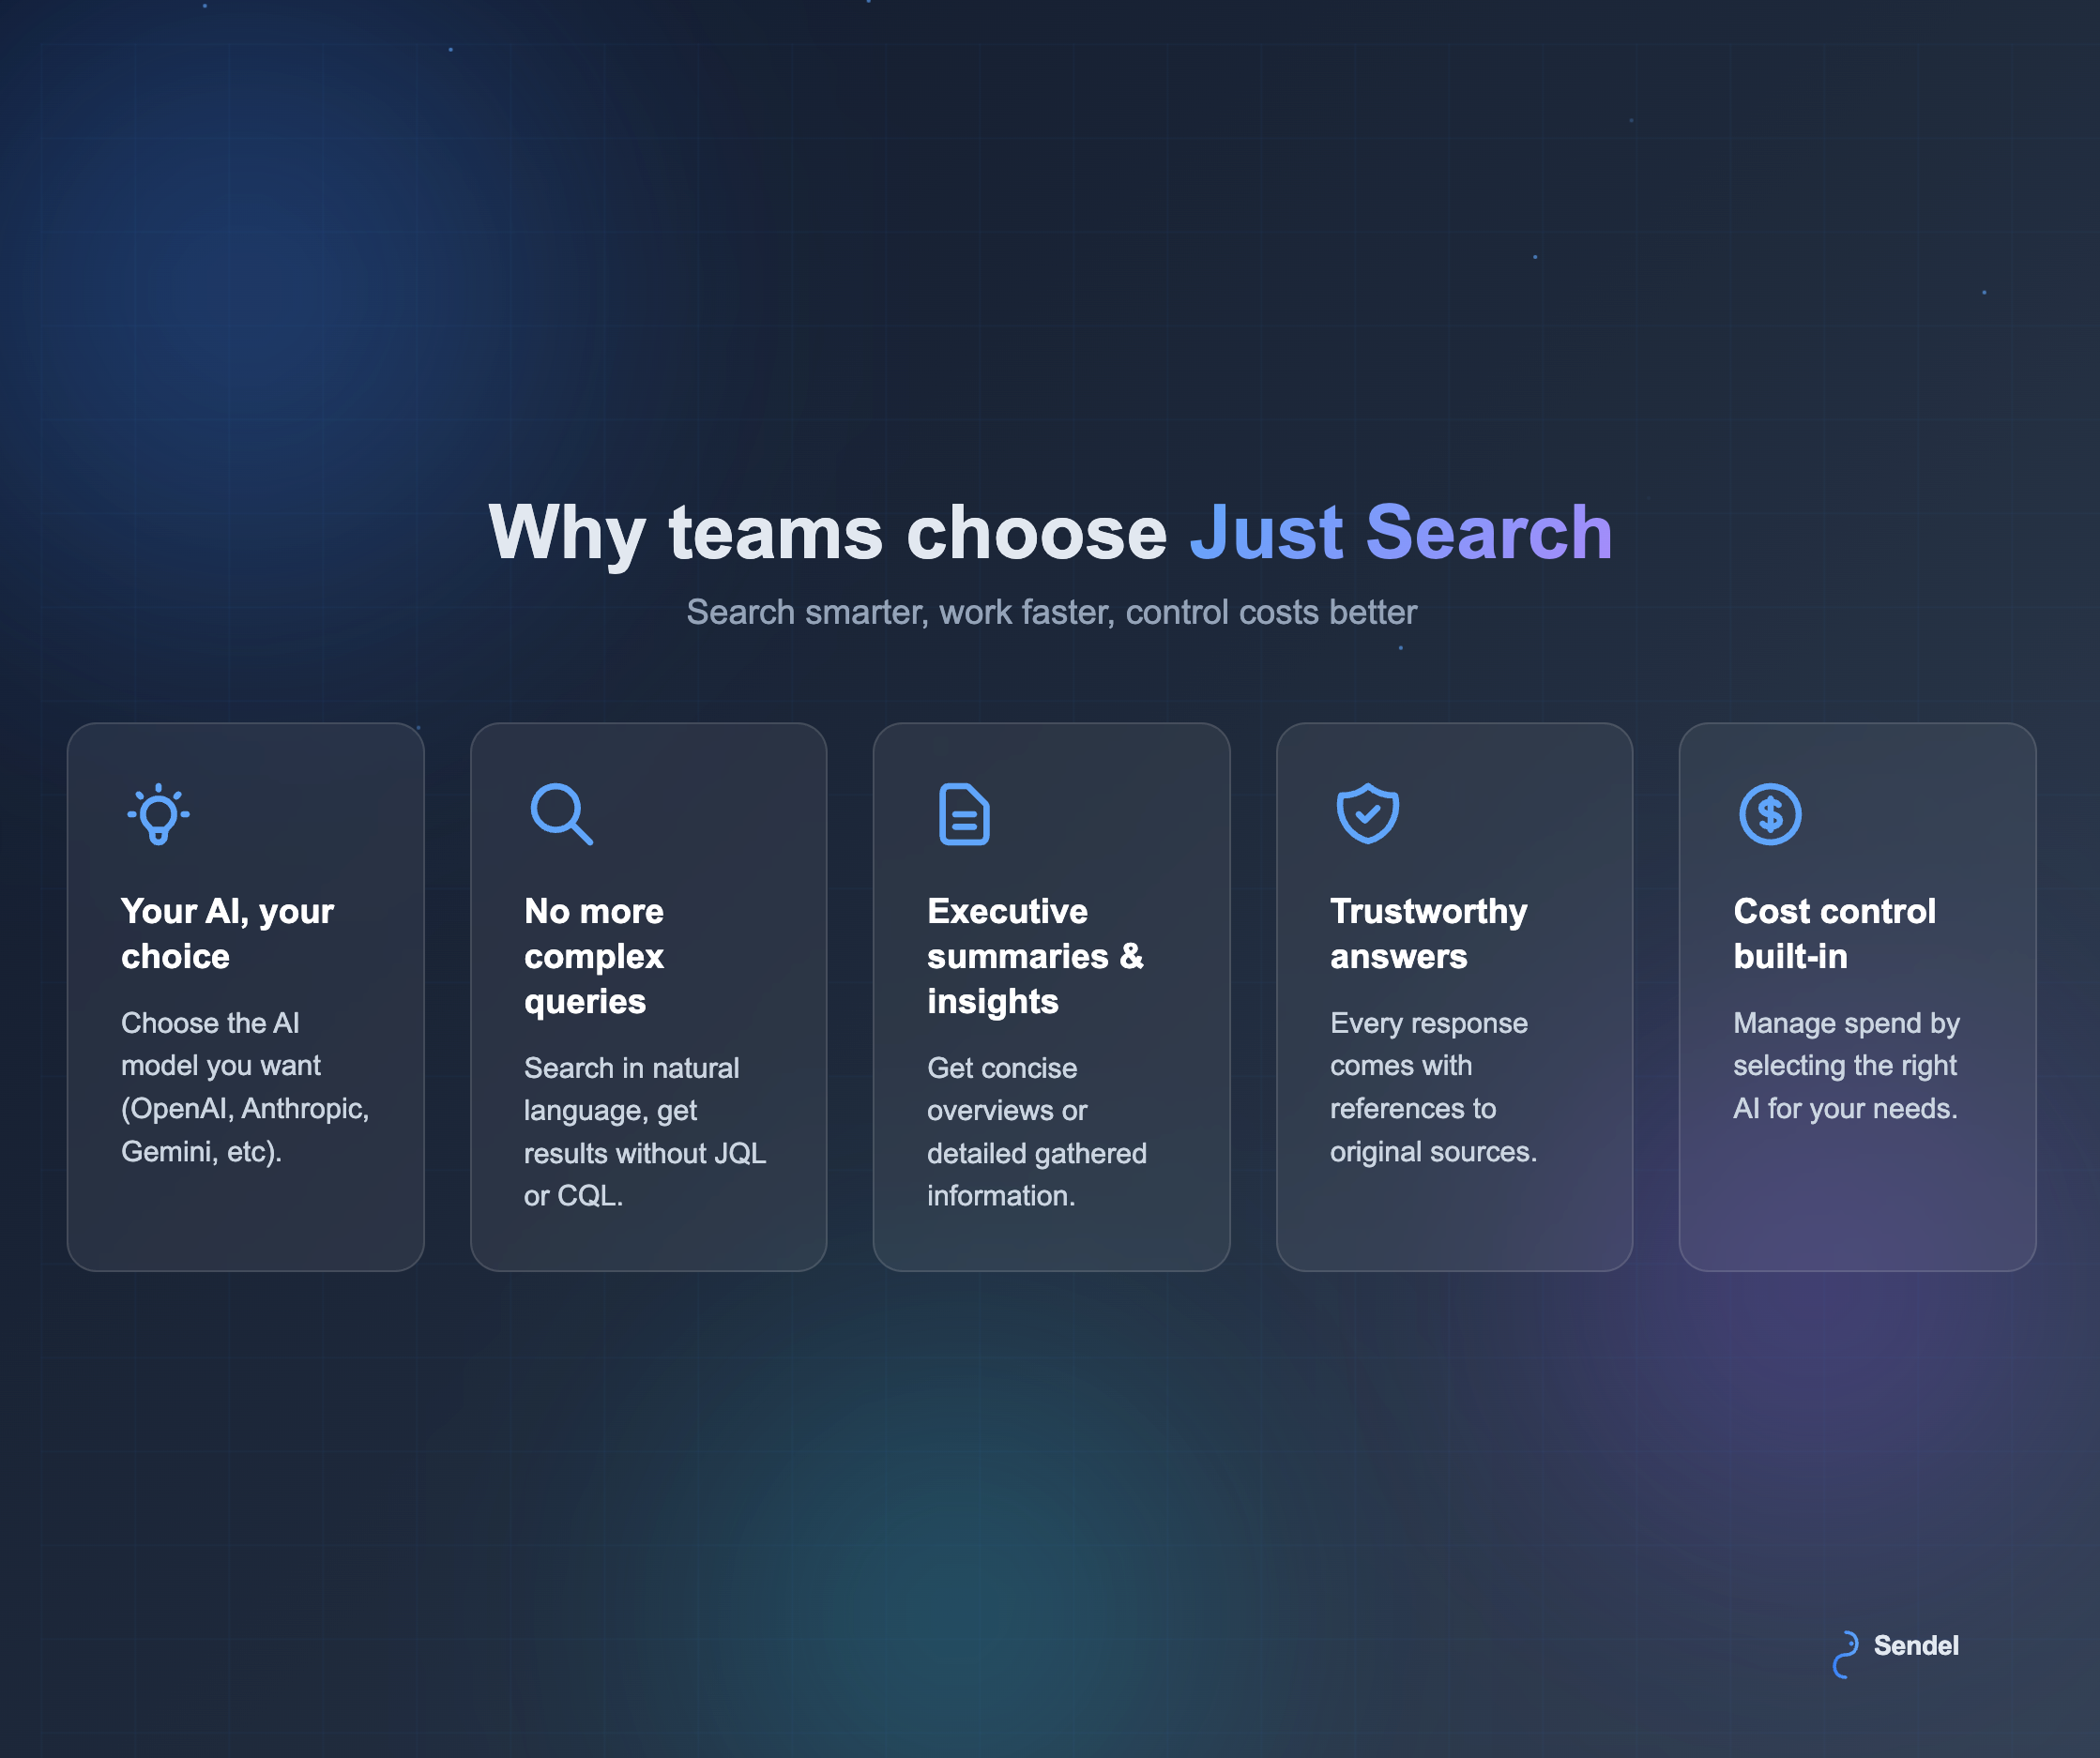 Why teams choose Just Search
Search smarter, work faster, control costs better
Your AI, your
choice
Choose the AI
model you want
(OpenAI, Anthropic,
Gemini, etc).
No more
complex
queries
Search in natural
language, get
results without JQL
or CQL.
Executive
summaries &
insights
Get concise
overviews or
detailed gathered
information.
Trustworthy
answers
Every response
comes with
references to
original sources.
Cost control
built-in
Manage spend by
selecting the right
AI for your needs.
Sendel